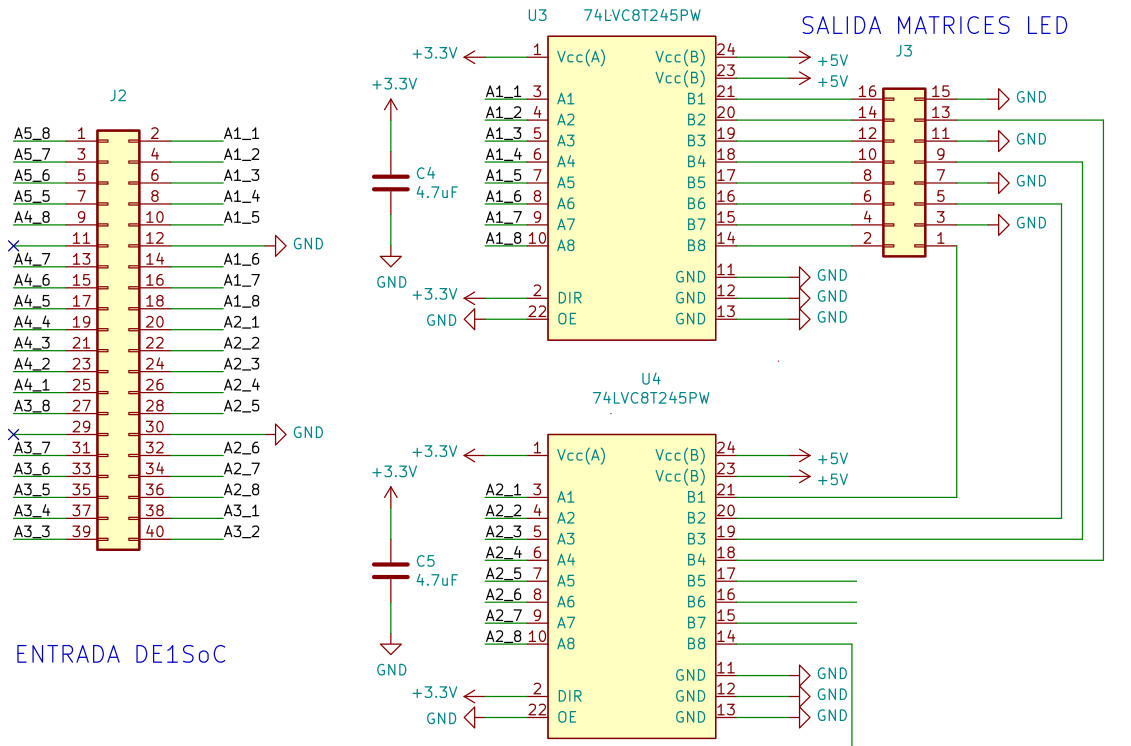 SALIDA MATRICES LED
J2
A5_8 1 2 A1_1
A5_7 3 4 A1_2
A5_6 5 6 A1_3
A5_5 7 8 A1_4
A4_8 9 10 A1_5
11 12 GND
A4_7 13 14 A1_6
A4_6 15 16 A1_7
A4_5 17 18 A1_8
A4_4 19 20 A2_1
A4_3 21 22 A2_2
A4_2 23 24 A2_3
A4_1 25 26 A2_4
A3_8 27 28 A2_5
29 30 GND
A3_7 31 32 A2_6
A3_6 33 34 A2_7
A3_5 35 36 A2_8
A3_4 37 38 A3_1
A3_3 39 40 A3_2
ENTRADA DE1SoC
+3.3V
C4
4.7uF
GND
U3 74LVC8T245PW
+3.3V 1 Vcc(A) Vcc(B) 24 +5V
Vcc(B) 23 +5V
A1_1 3 A1 B1 21
A1_2 4 A2 B2 20
A1_3 5 A3 B3 19
A1_4 6 A4 B4 18
A1_5 7 A5 B5 17
A1_6 8 A6 B6 16
A1_7 9 A7 B7 15
A1_8 10 A8 B8 14
GND 11 GND
+3.3V 2 DIR GND 12 GND
GND 22 OE GND 13 GND
J3
16 15 GND
14 13
12 11 GND
10 9
8 7 GND
6 5
4 3 GND
2 1
+3.3V
C5
4.7uF
GND
U4
74LVC8T245PW
+3.3V 1 Vcc(A) Vcc(B) 24 +5V
Vcc(B) 23 +5V
A2_1 3 A1 B1 21
A2_2 4 A2 B2 20
A2_3 5 A3 B3 19
A2_4 6 A4 B4 18
A2_5 7 A5 B5 17
A2_6 8 A6 B6 16
A2_7 9 A7 B7 15
A2_8 10 A8 B8 14
GND 11 GND
+3.3V 2 DIR GND 12 GND
GND 22 OE GND 13 GND